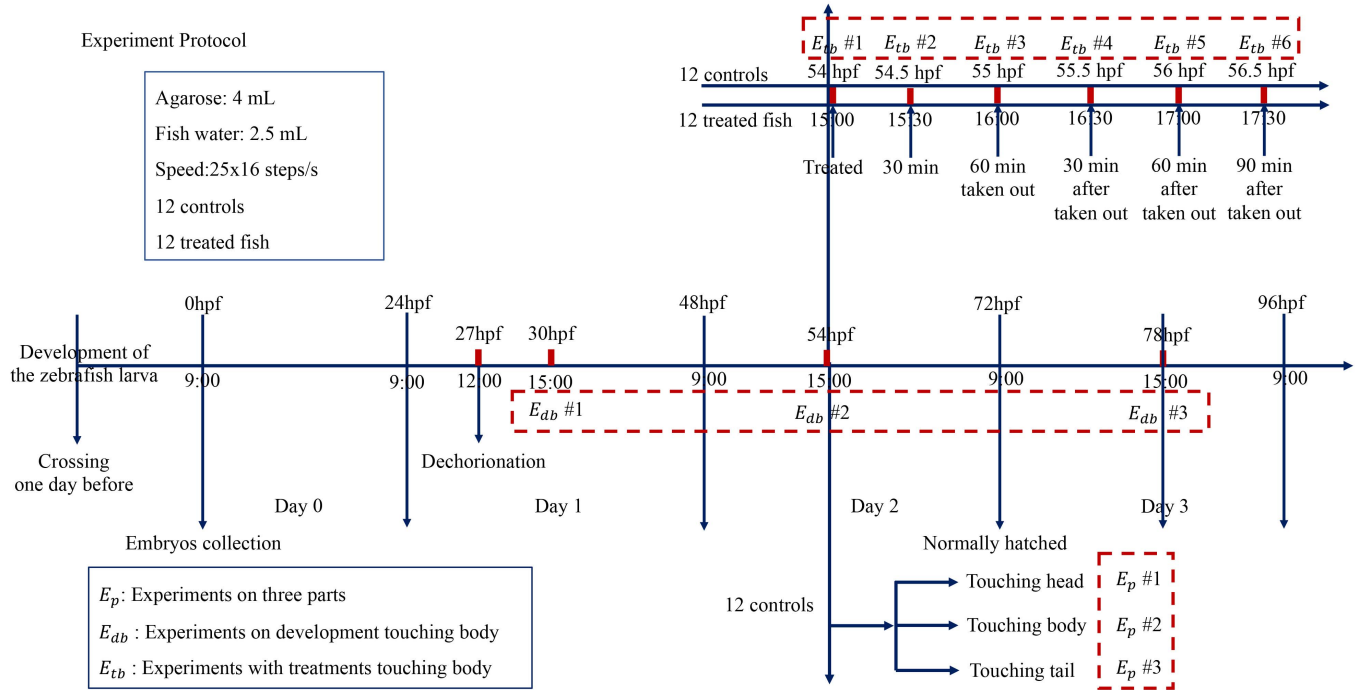 Experiment Protocol
Agarose: 4 mL
Fish water: 2.5 mL
Speed:25x16 steps/s
12 controls
12 treated fish
E_tb #1 E_tb #2 E_tb #3 E_tb #4 E_tb #5 E_tb #6
54 hpf 54.5 hpf 55 hpf 55.5 hpf 56 hpf 56.5 hpf
12 controls
12 treated fish
15:00 15:30 16:00 16:30 17:00 17:30
Treated
30 min
60 min
taken out
30 min
after
taken out
60 min
after
taken out
90 min
after
taken out
0hpf 24hpf 27hpf 30hpf 48hpf 54hpf 72hpf 78hpf 96hpf
Development of
the zebrafish larva
9:00 9:00 12:00 15:00 9:00 15:00 9:00 15:00 9:00
E_db #1 E_db #2 E_db #3
Crossing
one day before
Dechorionation
Day 0 Day 1 Day 2 Day 3
Embryos collection
Normally hatched
E_p: Experiments on three parts
E_db : Experiments on development touching body
E_tb : Experiments with treatments touching body
12 controls
Touching head E_p #1
Touching body E_p #2
Touching tail E_p #3